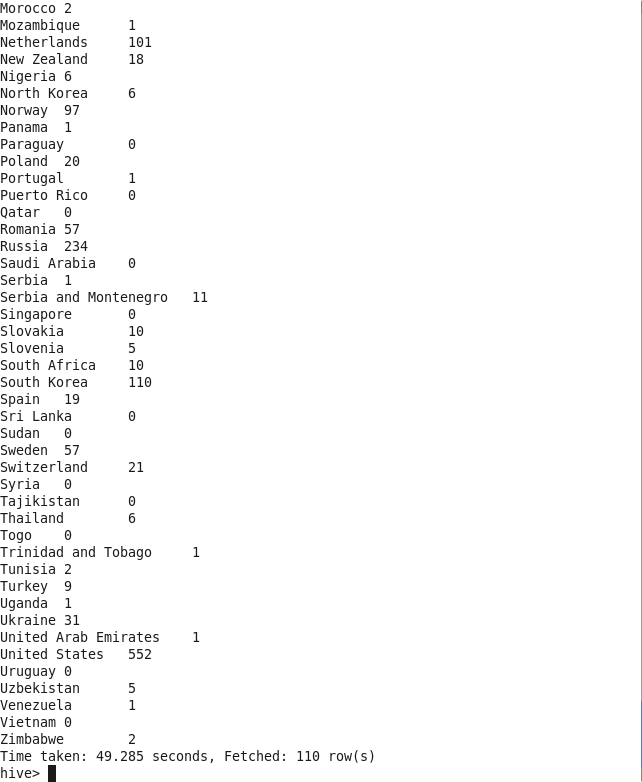 Morocco 2
Mozambique 1
Netherlands 101
New Zealand 18
Nigeria 6
North Korea 6
Norway 97
Panama 1
Paraguay 0
Poland 20
Portugal 1
Puerto Rico 0
Qatar 0
Romania 57
Russia 234
Saudi Arabia 0
Serbia 1
Serbia and Montenegro 11
Singapore 0
Slovakia 10
Slovenia 5
South Africa 10
South Korea 110
Spain 19
Sri Lanka 0
Sudan 0
Sweden 57
Switzerland 21
Syria 0
Tajikistan 0
Thailand 6
Togo 0
Trinidad and Tobago 1
Tunisia 2
Turkey 9
Uganda 1
Ukraine 31
United Arab Emirates 1
United States 552
Uruguay 0
Uzbekistan 5
Venezuela 1
Vietnam 0
Zimbabwe 2
Time taken: 49.285 seconds, Fetched: 110 row(s)
hive>